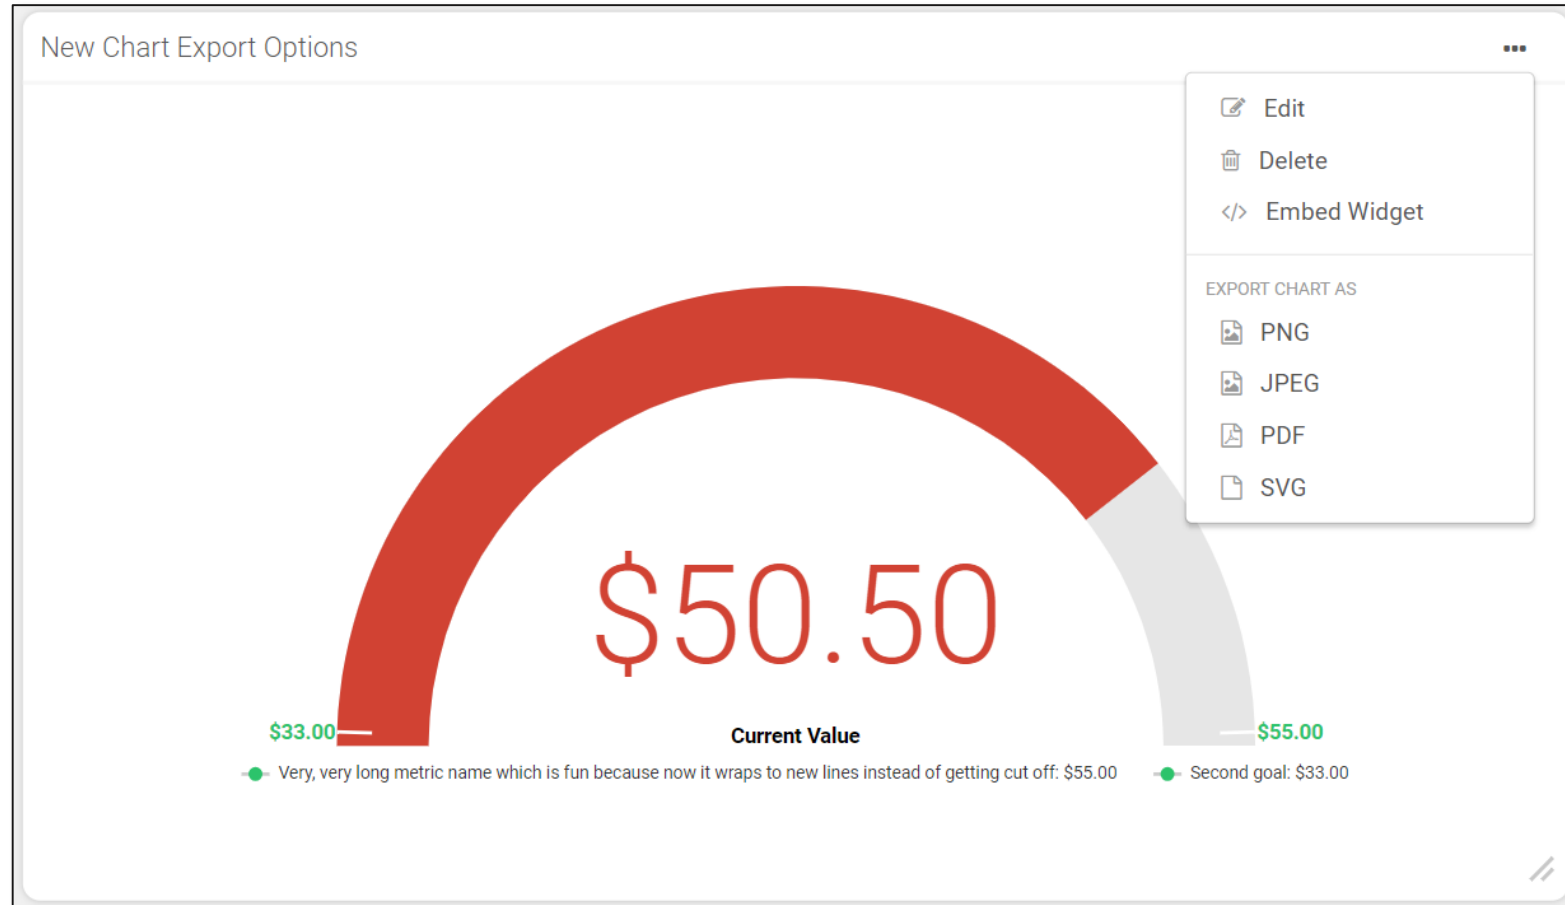 New Chart Export Options
Edit
Delete
Embed Widget
EXPORT CHART AS
PNG
JPEG
PDF
SVG
$50.50
$33.00
Current Value
$55.00
Very, very long metric name which is fun because now it wraps to new lines instead of getting cut off: $55.00
Second goal: $33.00